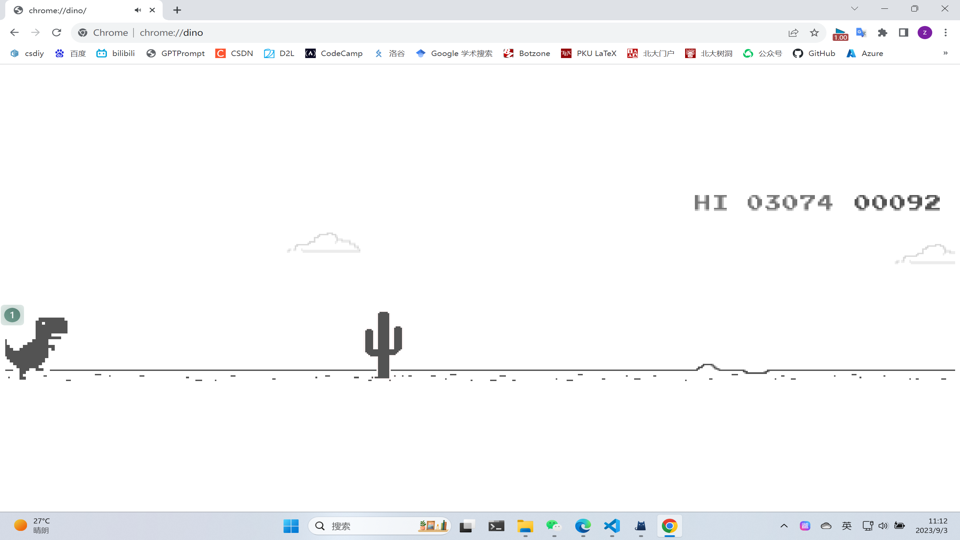 chrome://dino/
Chrome | chrome://dino
1.00
z
csdiy
百度
bilibili
GPTPrompt
C CSDN
D2L
A CodeCamp
洛谷
Google 学术搜索
Botzone
PKU LaTeX
北大门户
北大树洞
公众号
GitHub
Azure
»
HI 03074 00092
1
27°C
晴朗
搜索
英
11:12
2023/9/3